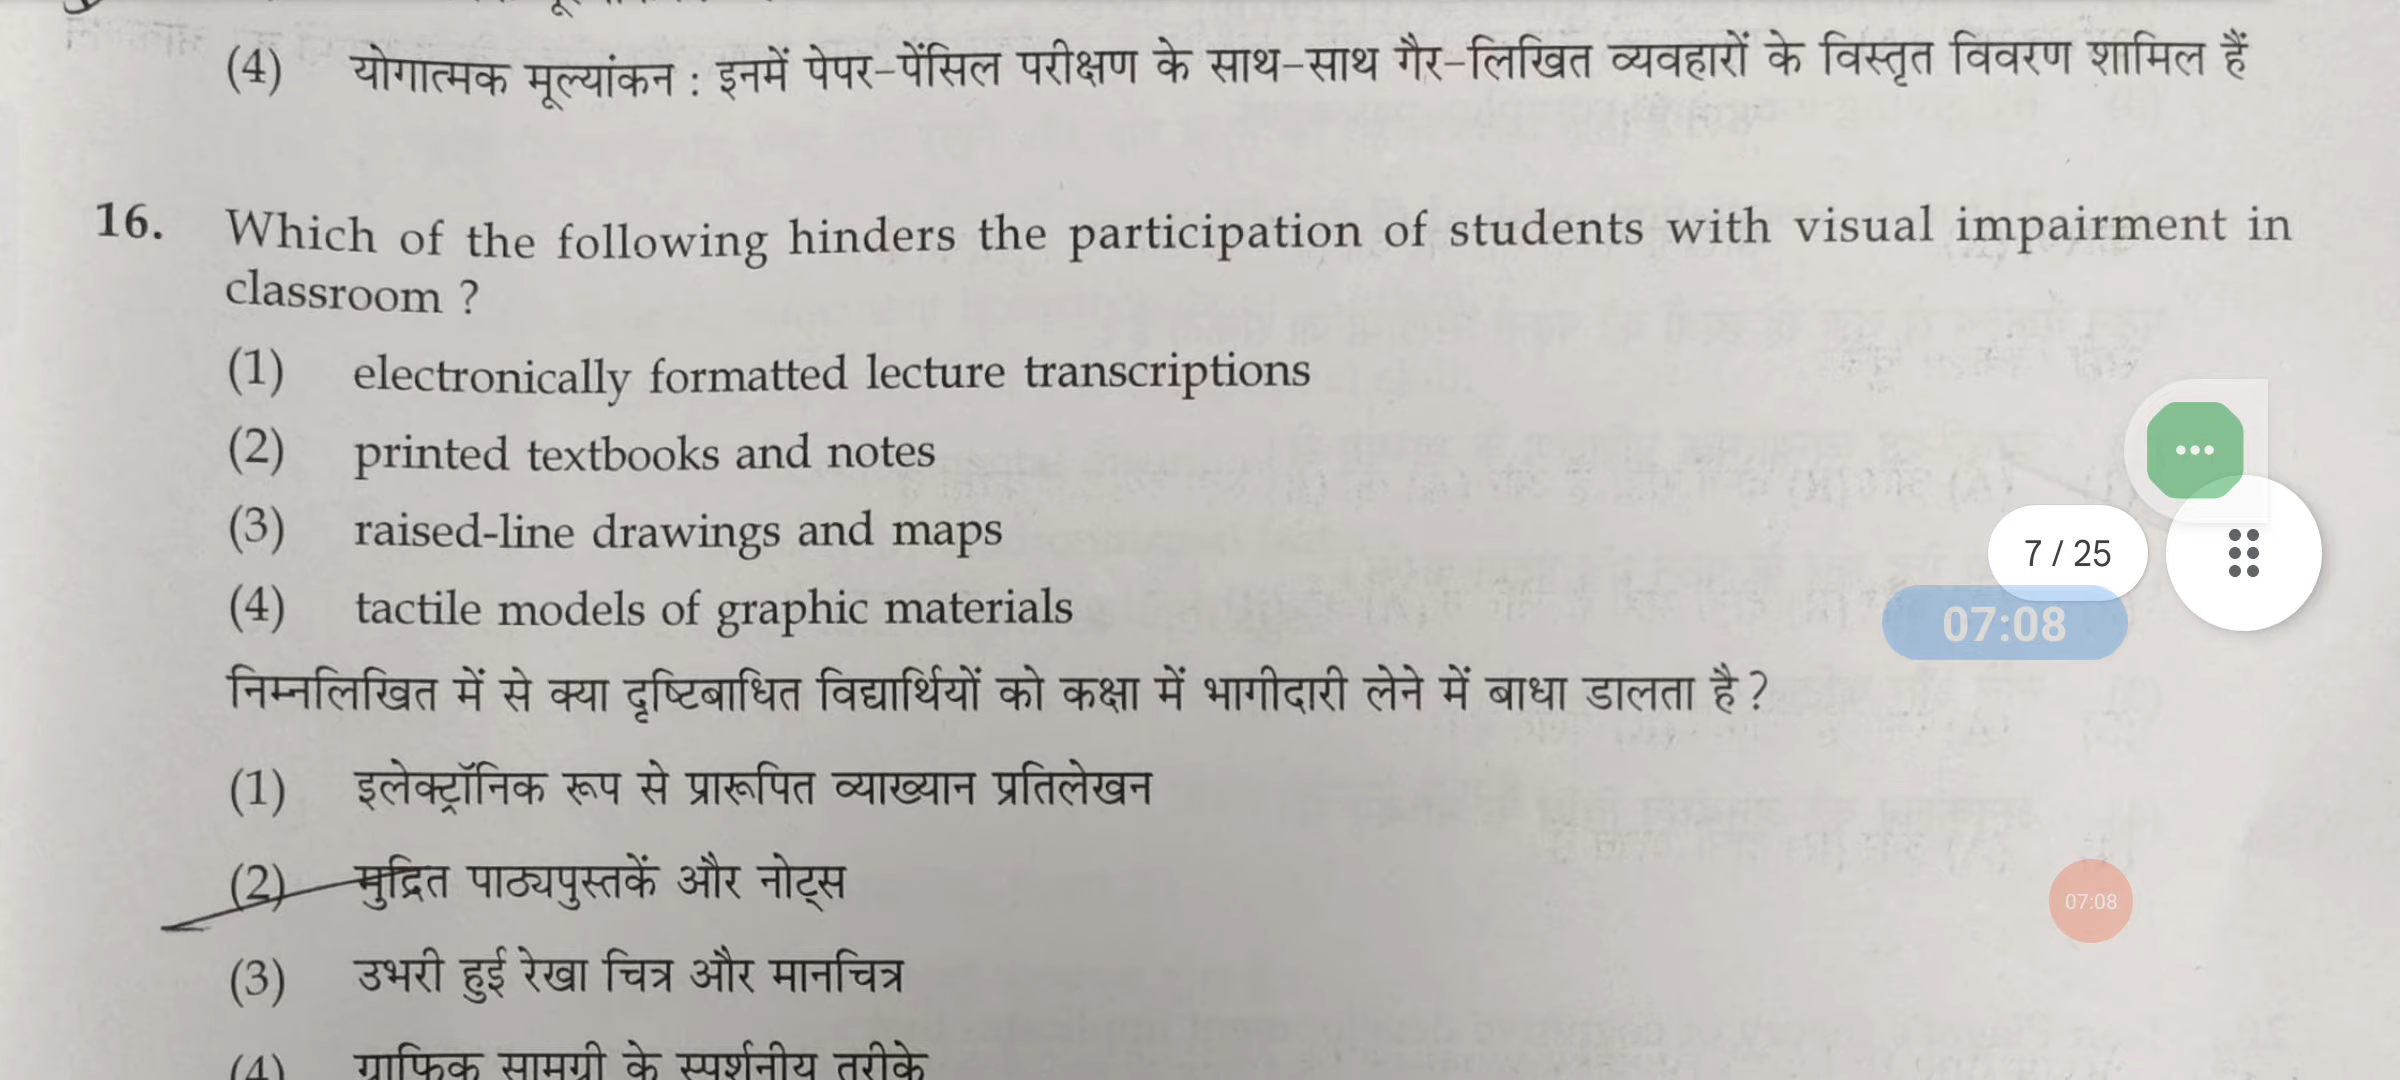 (4) योगात्मक मूल्यांकन : इनमें पेपर-पेंसिल परीक्षण के साथ-साथ गैर-लिखित व्यवहारों के विस्तृत विवरण शामिल हैं
16. Which of the following hinders the participation of students with visual impairment in
classroom ?
(1) electronically formatted lecture transcriptions
(2) printed textbooks and notes
(3) raised-line drawings and maps
(4) tactile models of graphic materials
निम्नलिखित में से क्या दृष्टिबाधित विद्यार्थियों को कक्षा में भागीदारी लेने में बाधा डालता है ?
(1) इलेक्ट्रॉनिक रूप से प्रारूपित व्याख्यान प्रतिलेखन
(2) मुद्रित पाठ्यपुस्तकें और नोट्स
(3) उभरी हुई रेखा चित्र और मानचित्र
(4) ग्राफिक सामग्री के स्पर्शनीय तरीके
7 / 25
07:08
07:08